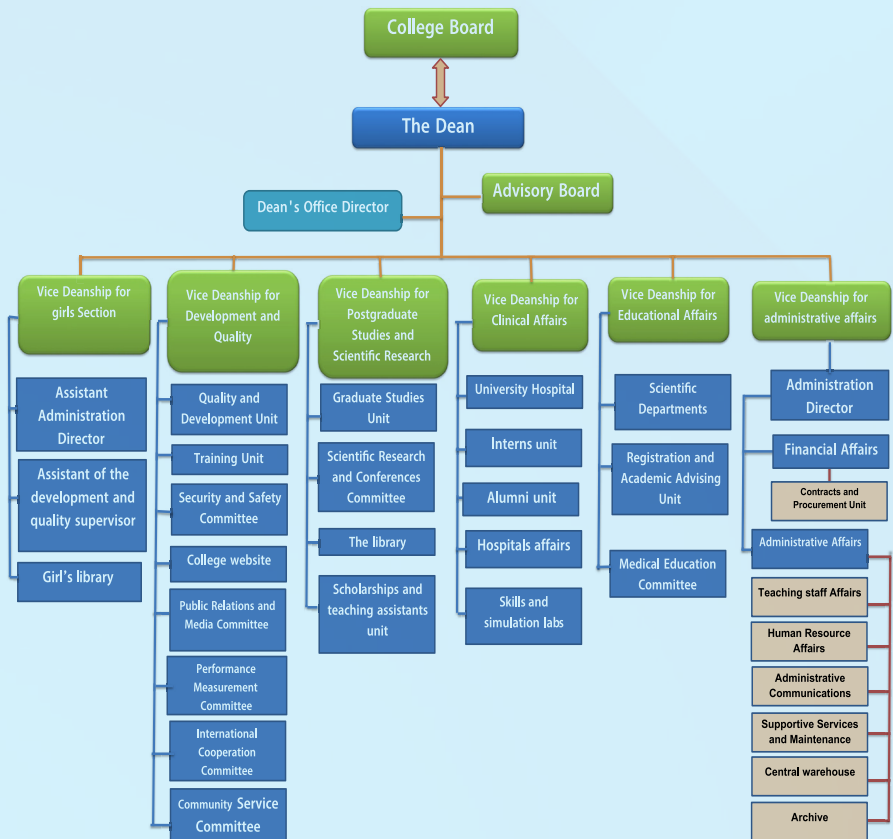 College Board
The Dean
Advisory Board
Dean's Office Director
Vice Deanship for
girls Section
Assistant
Administration
Director
Assistant of the
development and
quality supervisor
Girl's library
Vice Deanship for
Development and
Quality
Quality and
Development Unit
Training Unit
Security and Safety
Committee
College website
Public Relations and
Media Committee
Performance
Measurement
Committee
International
Cooperation
Committee
Community Service
Committee
Vice Deanship for
Postgraduate
Studies and
Scientific Research
Graduate Studies
Unit
Scientific Research
and Conferences
Committee
The library
Scholarships and
teaching assistants
unit
Vice Deanship for
Clinical Affairs
University Hospital
Interns unit
Alumni unit
Hospitals affairs
Skills and
simulation labs
Vice Deanship for
Educational Affairs
Scientific
Departments
Registration and
Academic Advising
Unit
Medical Education
Committee
Vice Deanship for
administrative affairs
Administration
Director
Financial Affairs
Contracts and
Procurement Unit
Administrative Affairs
Teaching staff Affairs
Human Resource
Affairs
Administrative
Communications
Supportive Services
and Maintenance
Central warehouse
Archive